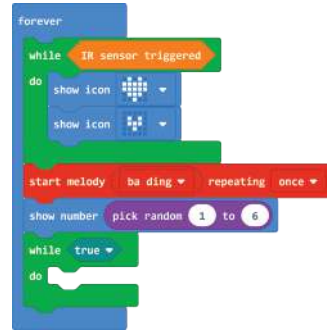 forever
while IR sensor triggered
do
show icon
show icon
start melody ba ding repeating once
show number pick random 1 to 6
while true
do